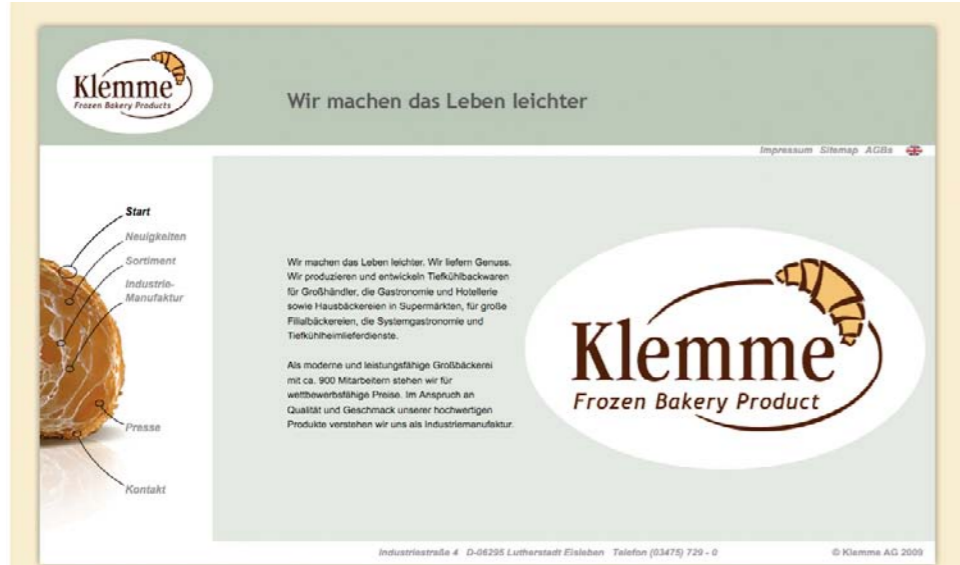 Klemme
Frozen Bakery Products
Wir machen das Leben leichter
Impressum Sitemap AGBs
Start
Neuigkeiten
Sortiment
Industrie-
Manufaktur
Presse
Kontakt
Wir machen das Leben leichter. Wir liefern Genuss.
Wir produzieren und entwickeln Tiefkühlbackwaren
für Großhändler, die Gastronomie und Hotellerie
sowie Hausbäckereien in Supermärkten, für große
Filialbäckereien, die Systemgastronomie und
Tiefkühlheimlieferdienste.
Als moderne und leistungsfähige Großbäckerei
mit ca. 900 Mitarbeitern stehen wir für
wettbewerbsfähige Preise. Im Anspruch an
Qualität und Geschmack unserer hochwertigen
Produkte verstehen wir uns als Industriemanufaktur.
Klemme
Frozen Bakery Product
Industriestraße 4 D-06295 Lutherstadt Eisleben Telefon (03475) 729 - 0
© Klemme AG 2009